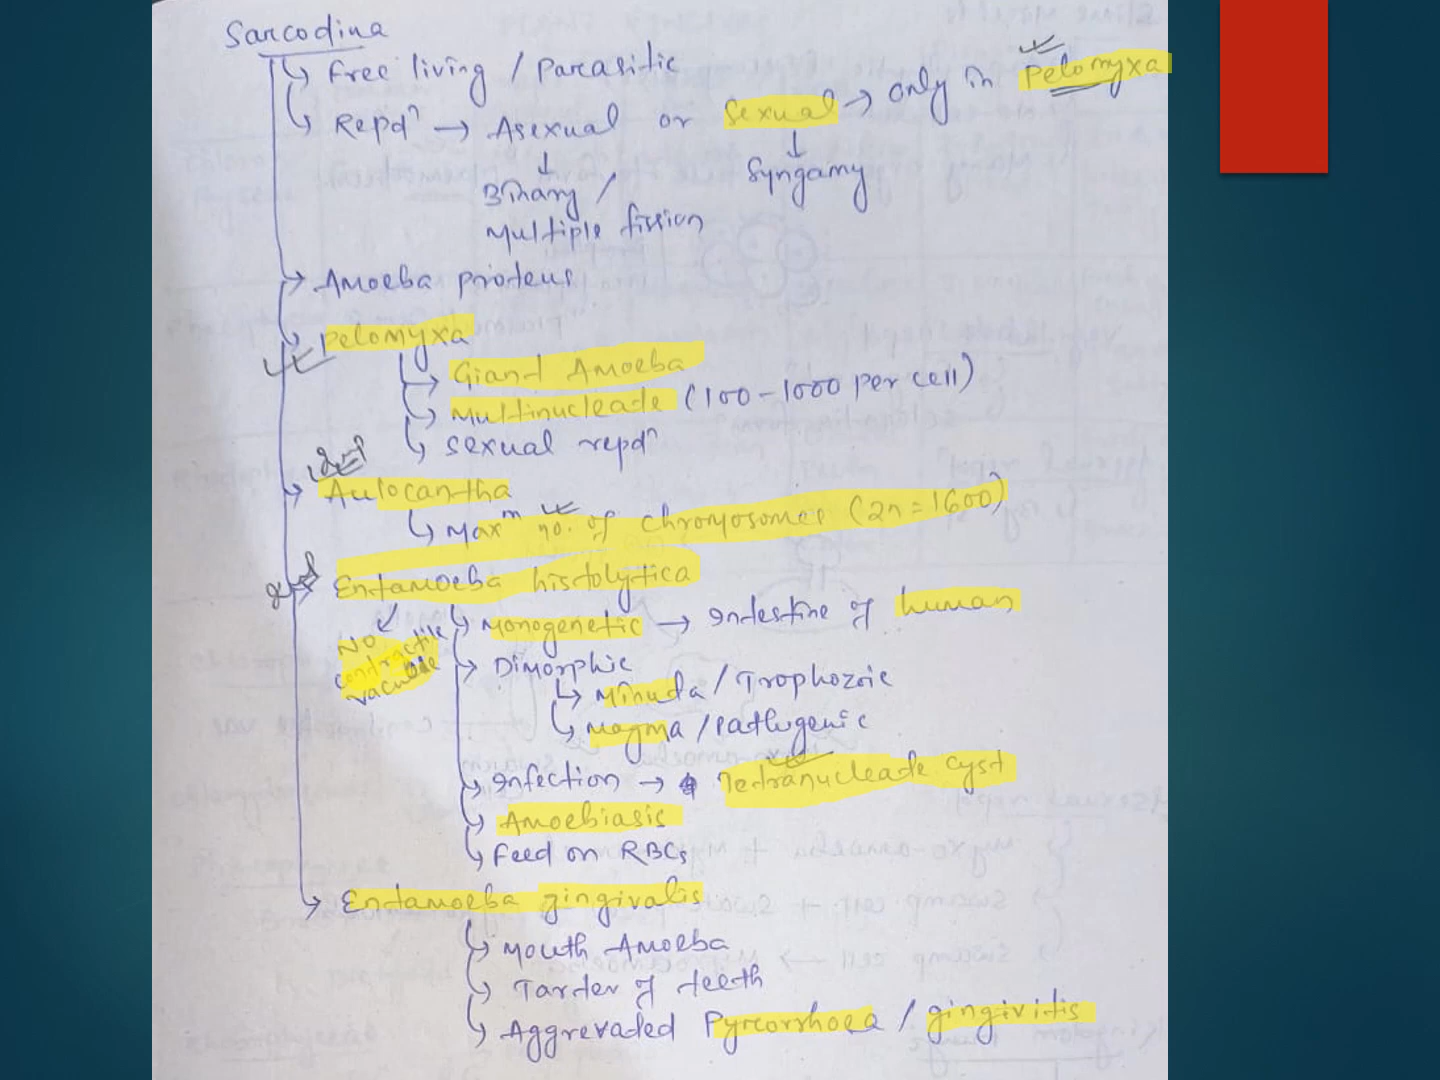 Sarcodina
Free living / Parasitic
Repdⁿ → Asexual or Sexual → only in Pelomyxa
↓ ↓
Binary / Syngamy
Multiple fission
Amoeba proteus
Pelomyxa
Giant Amoeba
Multinucleate (100-1000 per cell)
Sexual repdⁿ
Aulocantha
Maxᵐ no. of chromosomes (2n = 1600)
Entamoeba histolytica
No contractile vacuole
Monogenetic → intestine of human
Dimorphic
Minuta / Trophozoic
Magma / Pathogenic
infection → Tetranucleate cyst
Amoebiasis
Feed on RBCs
Entamoeba gingivalis
Mouth Amoeba
Tarter of teeth
Aggrevated Pyreorrhoea / gingivitis